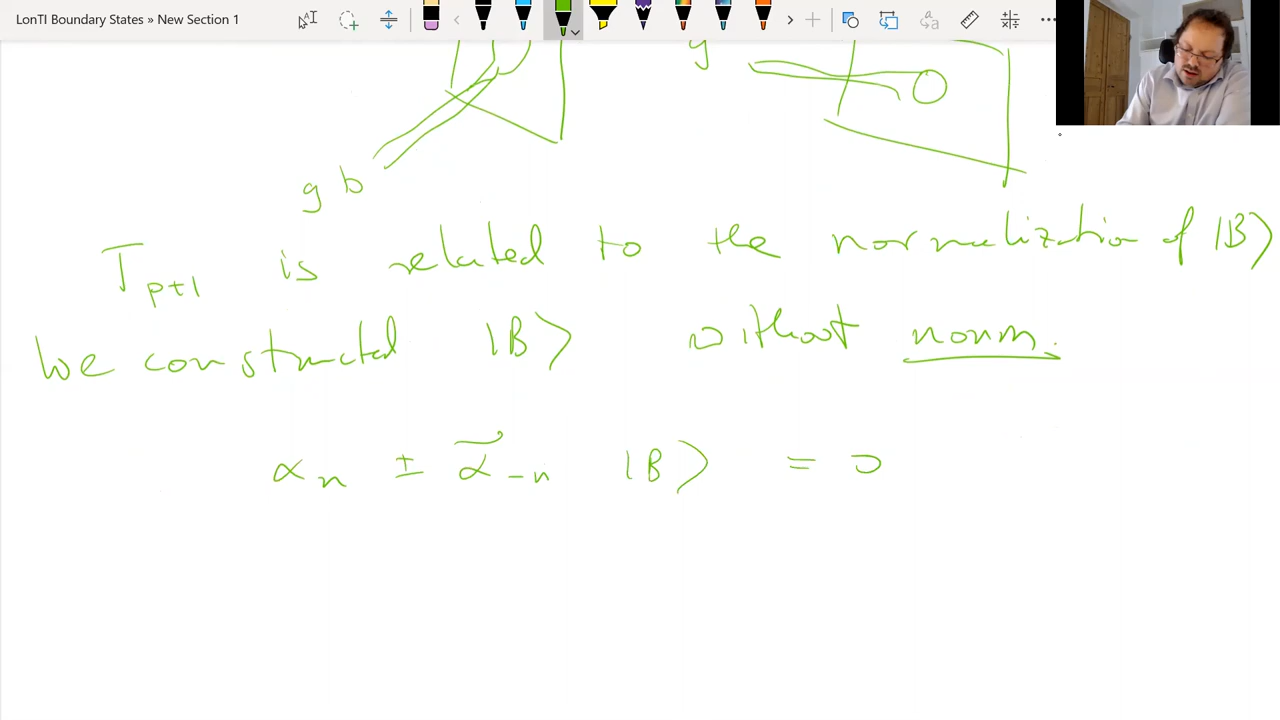 LonTI Boundary States » New Section 1
g
g b
T_{p+1} is related to the normalization of |B⟩
We constructed |B⟩ without norm.
α_n ± α̃_{-n} |B⟩ = 0